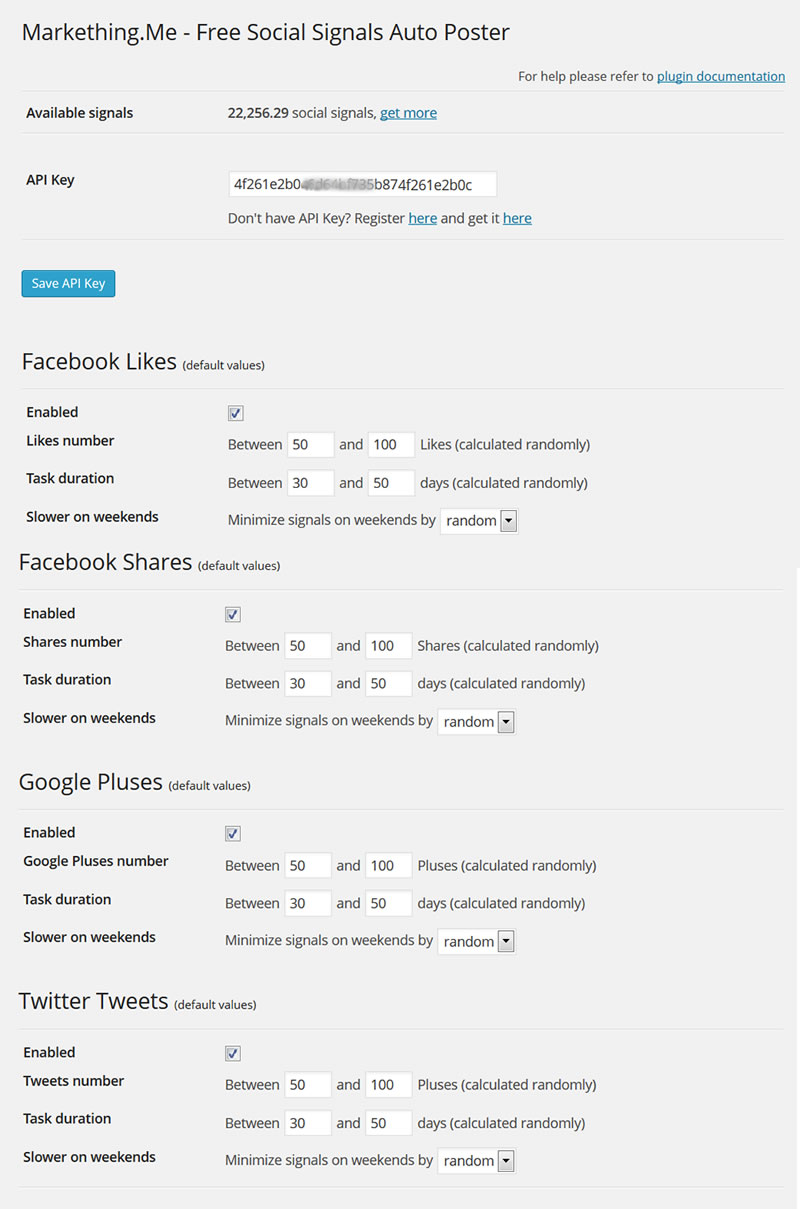 Markething.Me - Free Social Signals Auto Poster
For help please refer to plugin documentation
Available signals 22,256.29 social signals, get more
API Key 4f261e2b0 b874f261e2b0c
Don't have API Key? Register here and get it here
Save API Key
Facebook Likes (default values)
Enabled
Likes number Between 50 and 100 Likes (calculated randomly)
Task duration Between 30 and 50 days (calculated randomly)
Slower on weekends Minimize signals on weekends by random
Facebook Shares (default values)
Enabled
Shares number Between 50 and 100 Shares (calculated randomly)
Task duration Between 30 and 50 days (calculated randomly)
Slower on weekends Minimize signals on weekends by random
Google Pluses (default values)
Enabled
Google Pluses number Between 50 and 100 Pluses (calculated randomly)
Task duration Between 30 and 50 days (calculated randomly)
Slower on weekends Minimize signals on weekends by random
Twitter Tweets (default values)
Enabled
Tweets number Between 50 and 100 Pluses (calculated randomly)
Task duration Between 30 and 50 days (calculated randomly)
Slower on weekends Minimize signals on weekends by random